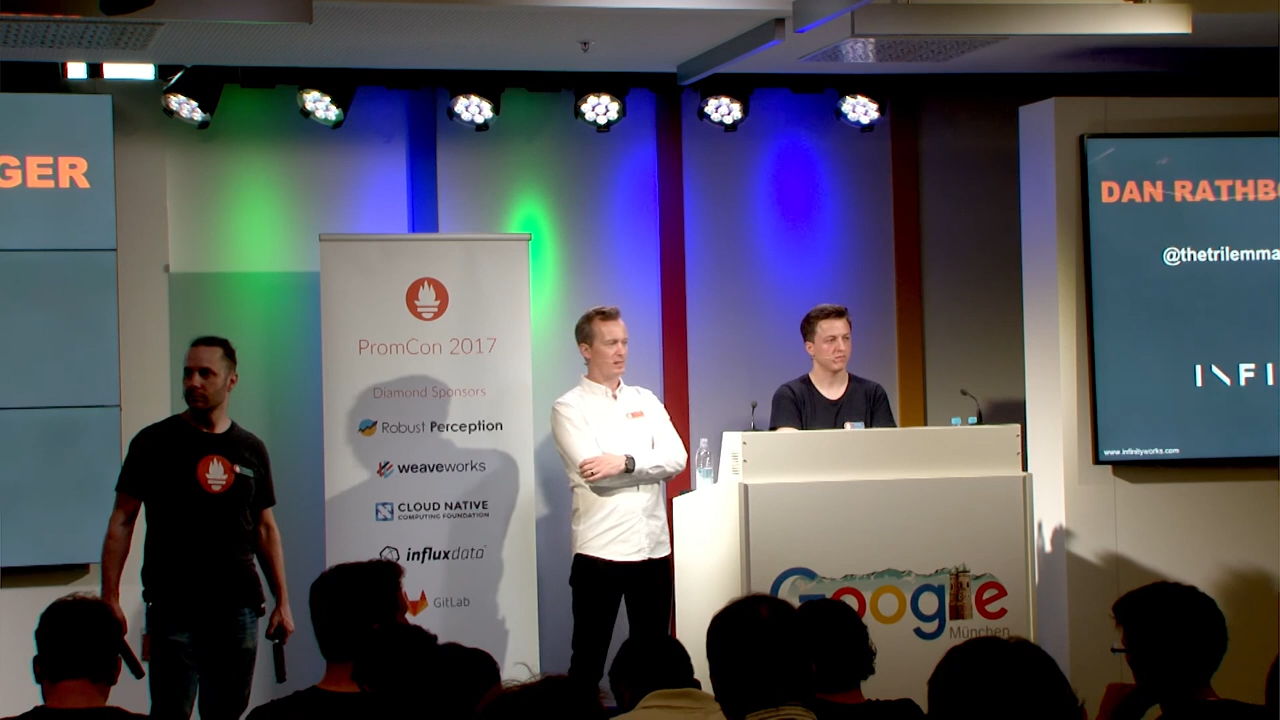 GER
PromCon 2017
Diamond Sponsors
Robust Perception
weaveworks
CLOUD NATIVE
COMPUTING FOUNDATION
influxdata
GitLab
Google
München
DAN RATHB
@thetrilemma
INFI
www.infinityworks.com